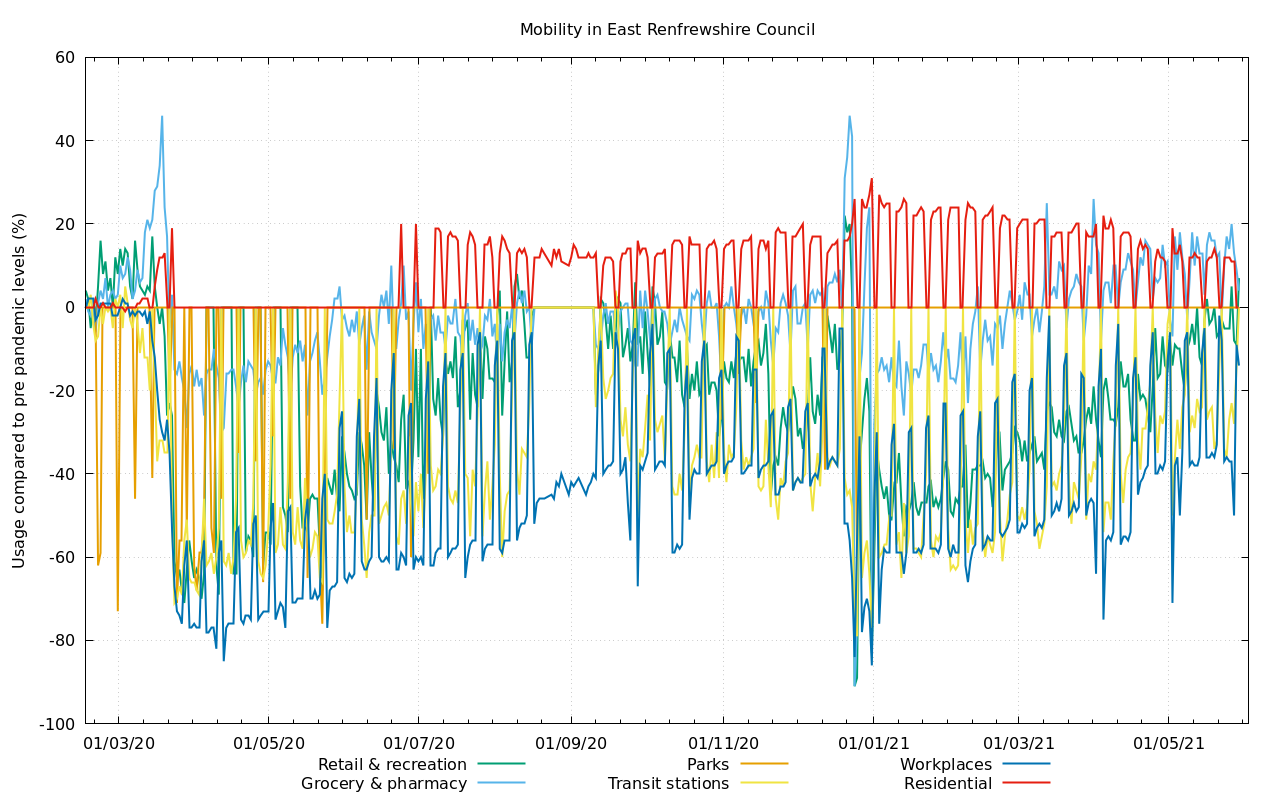 Mobility in East Renfrewshire Council
Usage compared to pre pandemic levels (%)
60
40
20
0
-20
-40
-60
-80
-100
01/03/20 01/05/20 01/07/20 01/09/20 01/11/20 01/01/21 01/03/21 01/05/21
Retail & recreation Parks Workplaces
Grocery & pharmacy Transit stations Residential